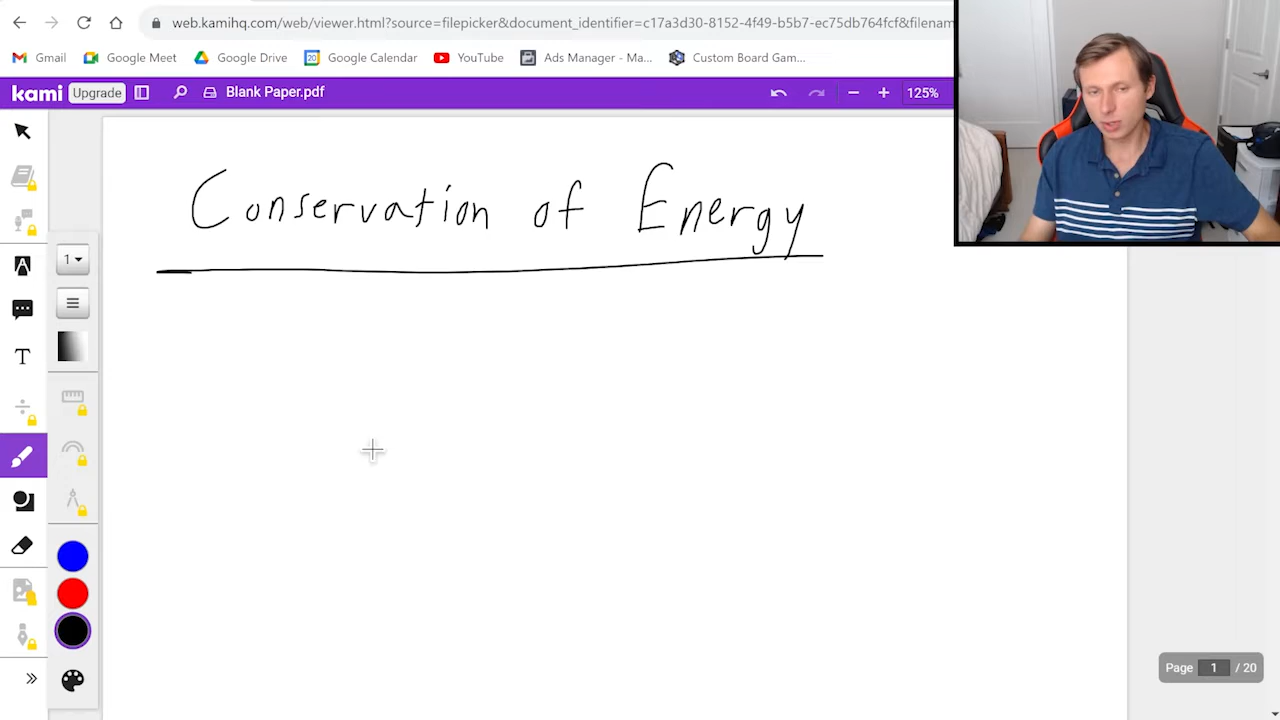 web.kamihq.com/web/viewer.html?source=filepicker&document_identifier=c17a3d30-8152-4f49-b5b7-ec75db764fcf&filenam
Gmail Google Meet Google Drive 20 Google Calendar YouTube Ads Manager - Ma... Custom Board Gam...
kami Upgrade Blank Paper.pdf 125%
Conservation of Energy
1
T
Page 1 / 20